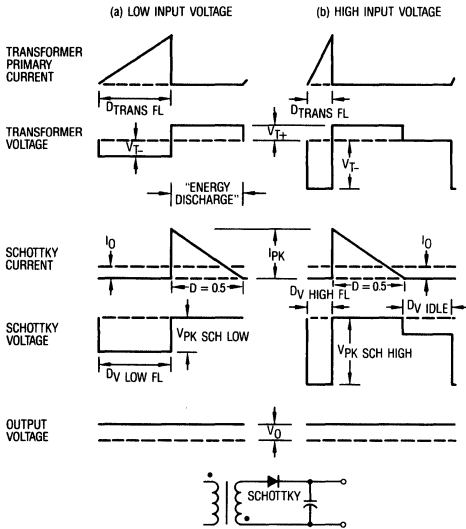 (a) LOW INPUT VOLTAGE
(b) HIGH INPUT VOLTAGE
TRANSFORMER
PRIMARY
CURRENT
DTRANS FL
DTRANS FL
TRANSFORMER
VOLTAGE
VT–
VT+
VT–
"ENERGY
DISCHARGE"
SCHOTTKY
CURRENT
IO
IPK
IO
D = 0.5
D = 0.5
DV HIGH FL
DV IDLE
SCHOTTKY
VOLTAGE
VPK SCH LOW
VPK SCH HIGH
DV LOW FL
OUTPUT
VOLTAGE
VO
SCHOTTKY